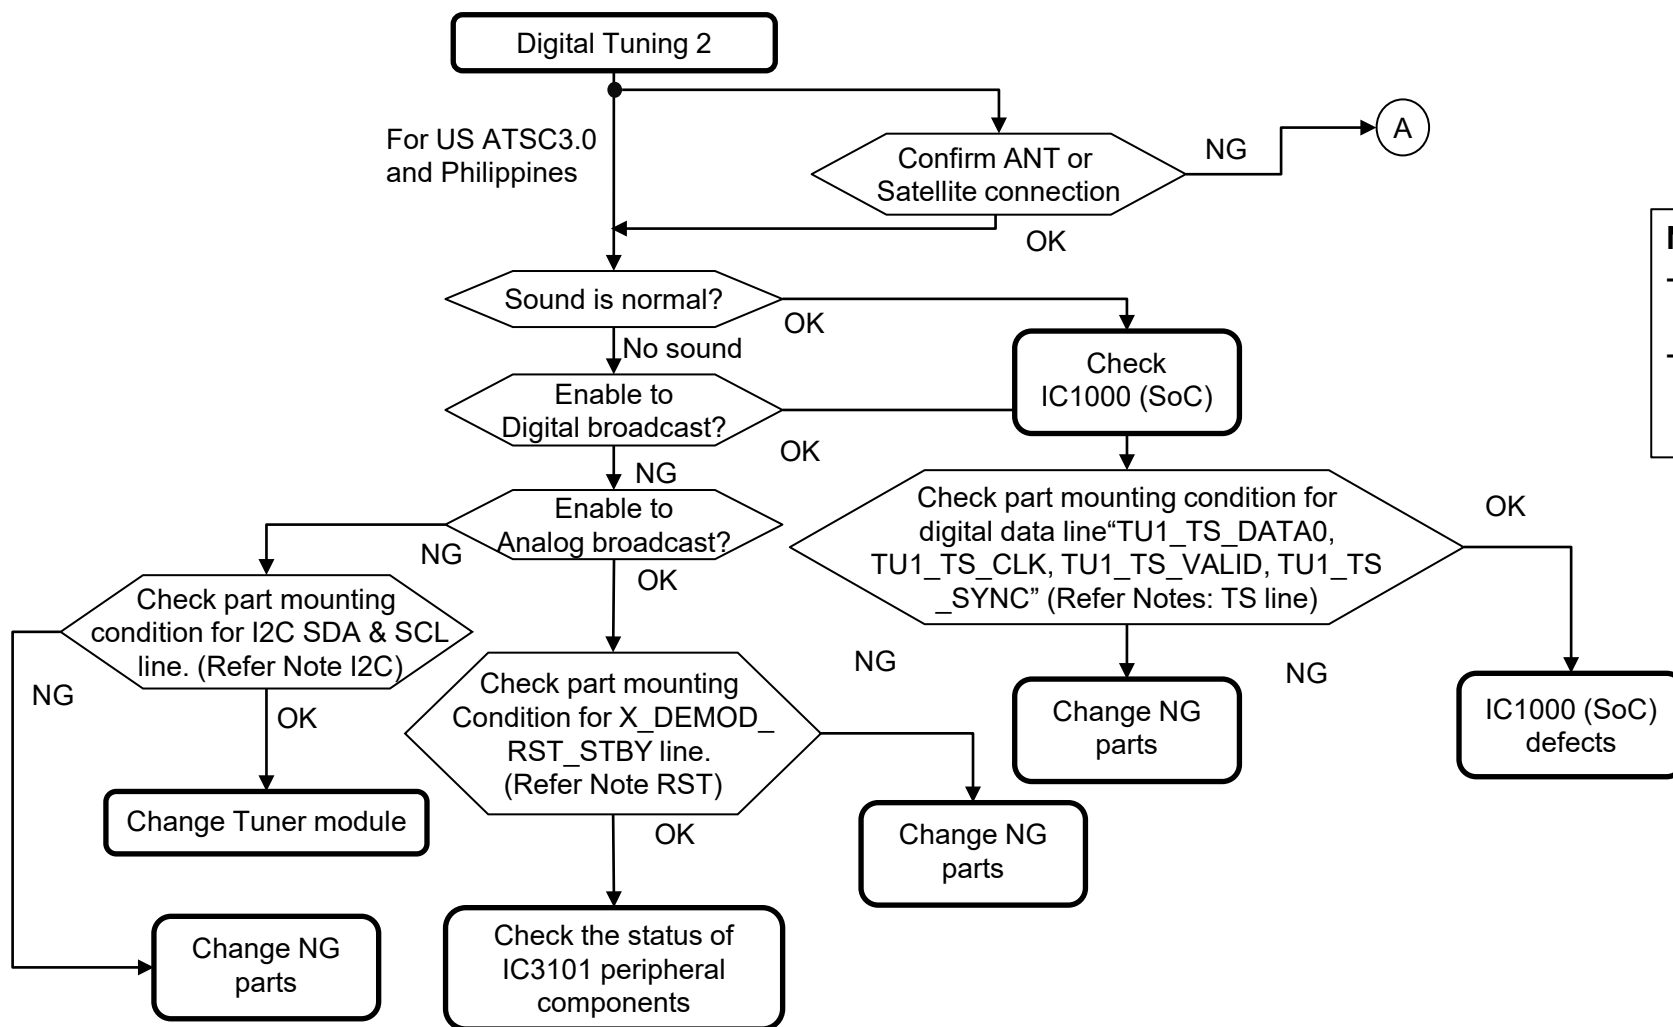 Digital Tuning 2
For US ATSC3.0
and Philippines
Confirm ANT or
Satellite connection
NG
A
OK
Sound is normal?
OK
No sound
Check
IC1000 (SoC)
Enable to
Digital broadcast?
OK
NG
Enable to
Analog broadcast?
NG
OK
Check part mounting condition for
digital data line“TU1_TS_DATA0,
TU1_TS_CLK, TU1_TS_VALID, TU1_TS
_SYNC” (Refer Notes: TS line)
OK
Check part mounting
condition for I2C SDA & SCL
line. (Refer Note I2C)
NG
OK
Check part mounting
Condition for X_DEMOD_
RST_STBY line.
(Refer Note RST)
NG
NG
Change NG
parts
IC1000 (SoC)
defects
Change Tuner module
OK
Change NG
parts
Change NG
parts
Check the status of
IC3101 peripheral
components